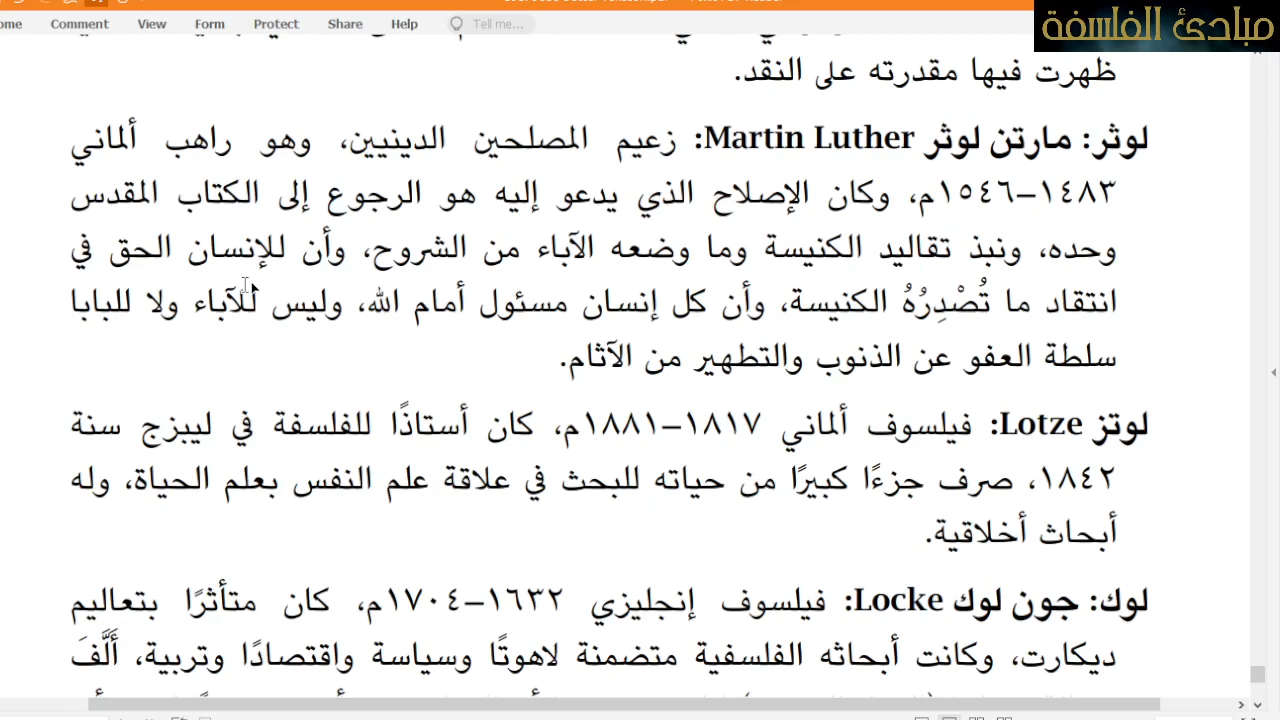 مبادئ الفلسفة
Comment View Form Protect Share Help Tell me...
ظهرت فيها مقدرته على النقد.
لوثر: مارتن لوثر Martin Luther: زعيم المصلحين الدينيين، وهو راهب ألماني
١٤٨٣–١٥٤٦م، وكان الإصلاح الذي يدعو إليه هو الرجوع إلى الكتاب المقدس
وحده، ونبذ تقاليد الكنيسة وما وضعه الآباء من الشروح، وأن للإنسان الحق في
انتقاد ما تُصْدِرُهُ الكنيسة، وأن كل إنسان مسئول أمام الله، وليس للآباء ولا للبابا
سلطة العفو عن الذنوب والتطهير من الآثام.
لوتز Lotze: فيلسوف ألماني ١٨١٧–١٨٨١م، كان أستاذًا للفلسفة في ليبزج سنة
١٨٤٢، صرف جزءًا كبيرًا من حياته للبحث في علاقة علم النفس بعلم الحياة، وله
أبحاث أخلاقية.
لوك: جون لوك Locke: فيلسوف إنجليزي ١٦٣٢–١٧٠٤م، كان متأثرًا بتعاليم
ديكارت، وكانت أبحاثه الفلسفية متضمنة لاهوتًا وسياسة واقتصادًا وتربية، أَلَّفَ